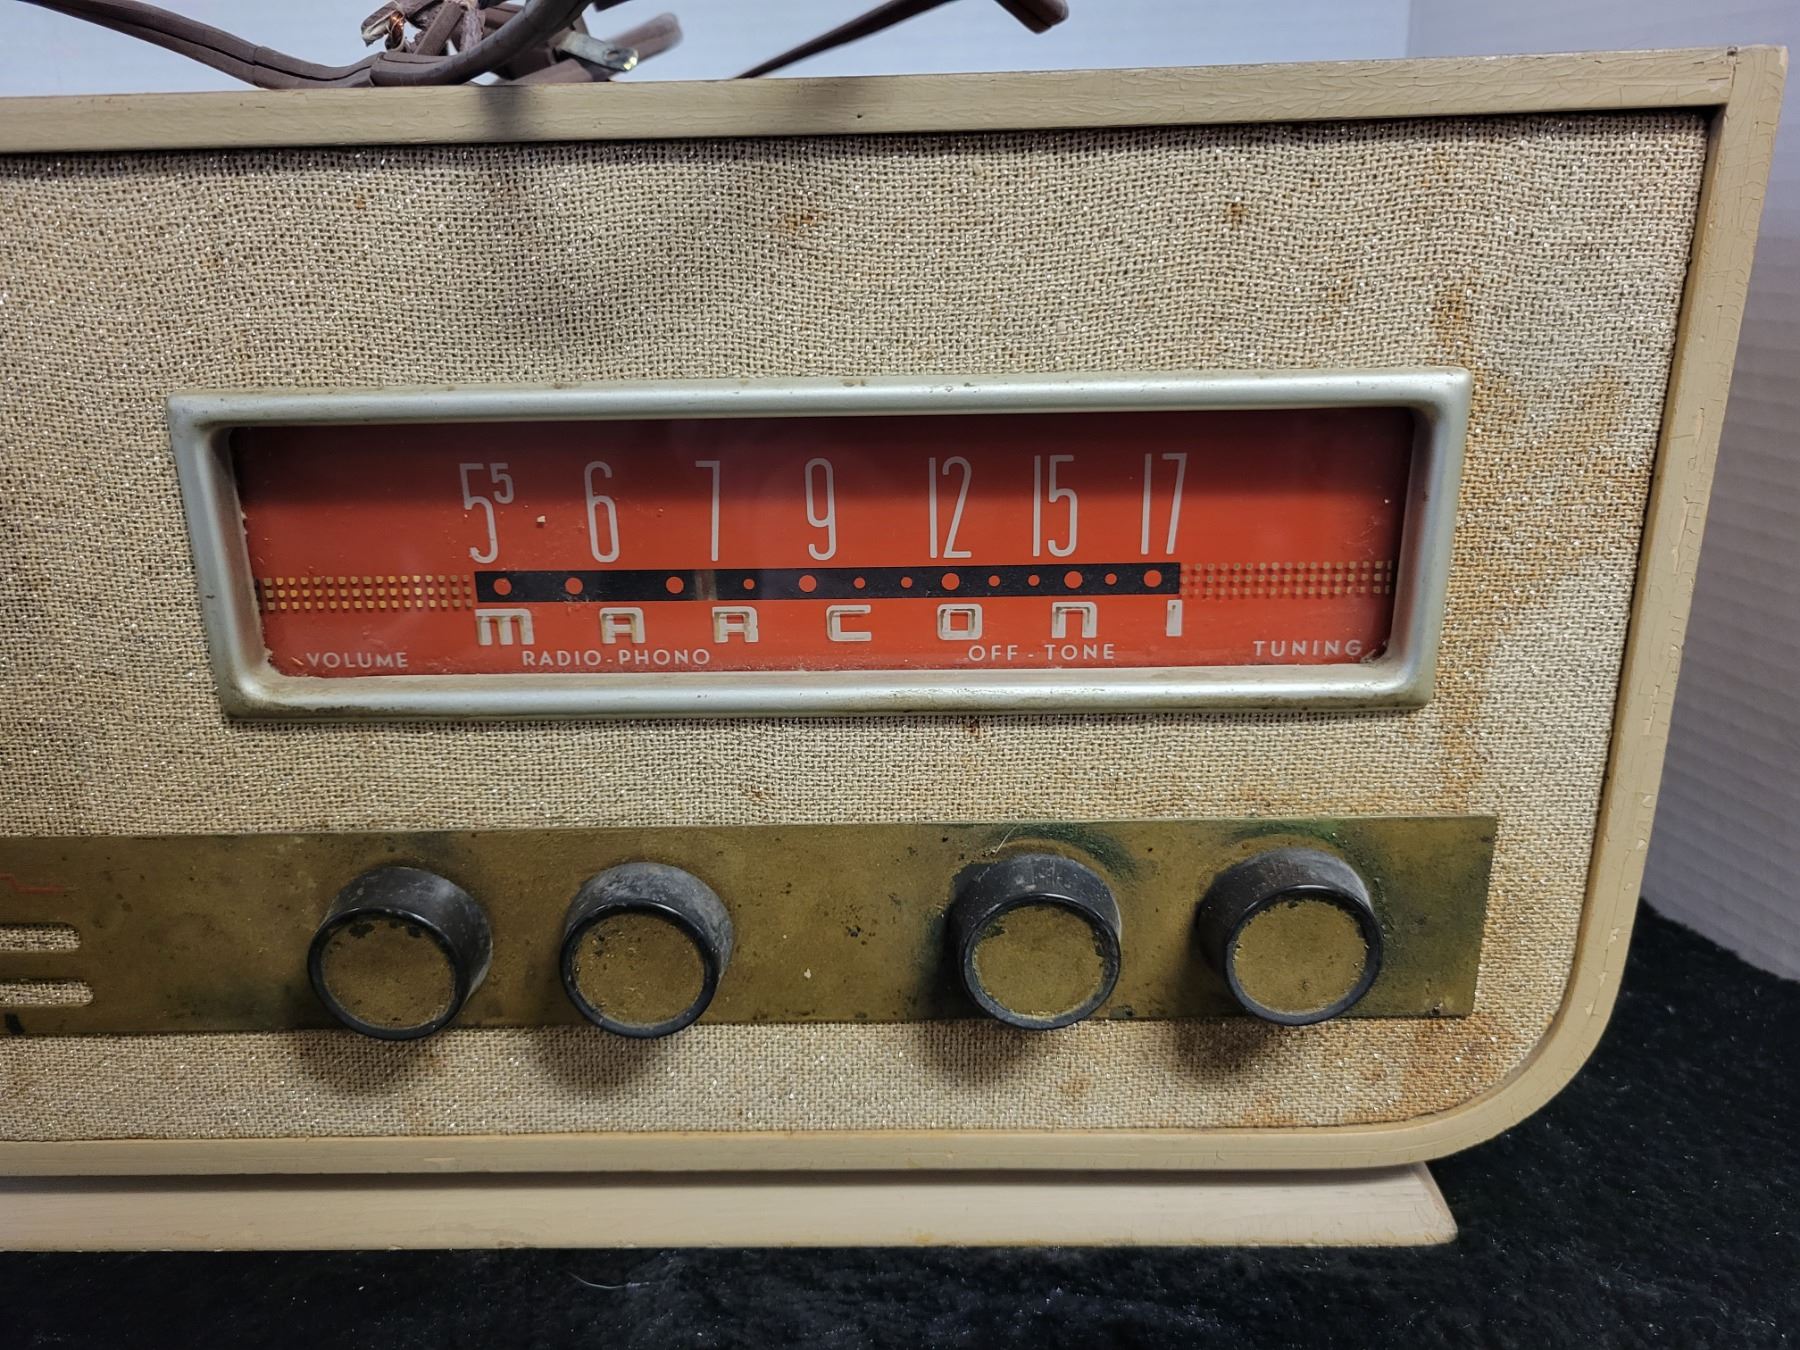 5⁵ 6 7 9 12 15 17
MARCONI
VOLUME RADIO-PHONO OFF-TONE TUNING